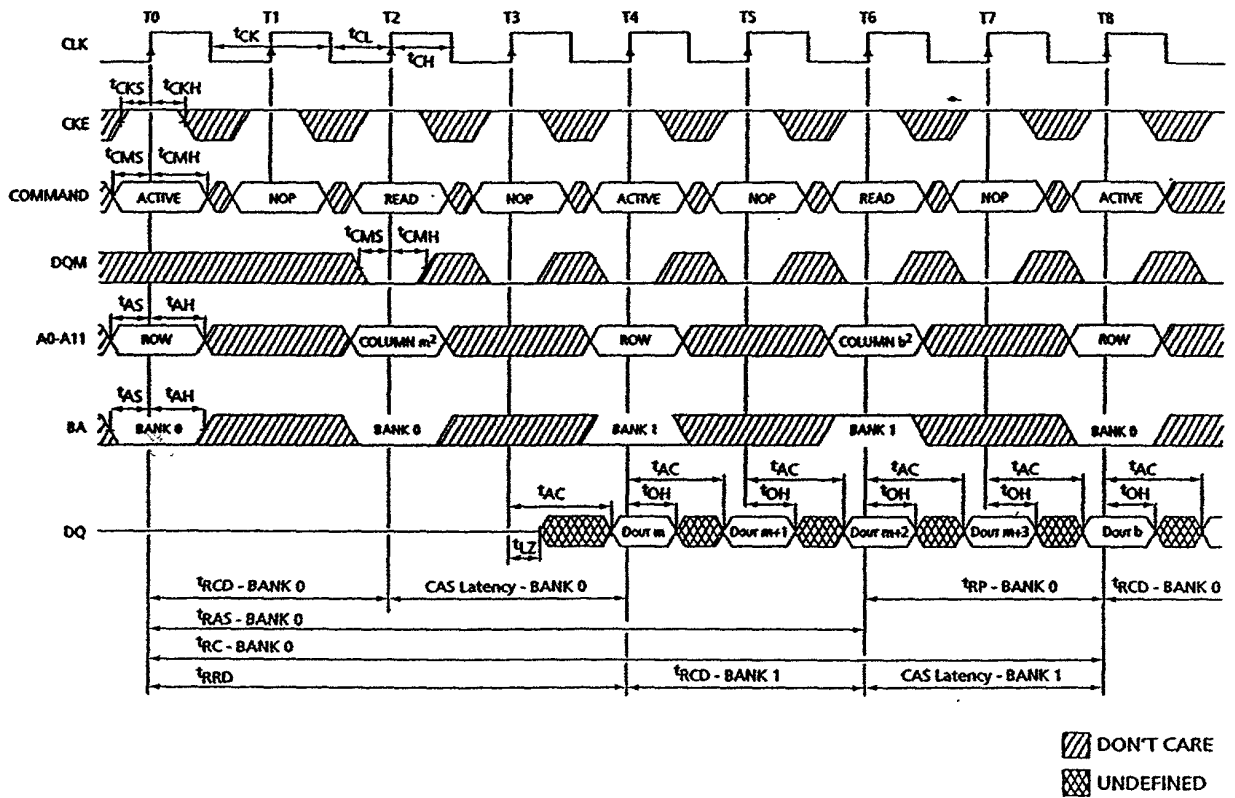 T0 T1 T2 T3 T4 T5 T6 T7 T8
CLK
tCK tCL
tCH
tCKS tCKH
CKE
tCMS tCMH
COMMAND ACTIVE NOP READ NOP ACTIVE NOP READ NOP ACTIVE
tCMS tCMH
DQM
tAS tAH
A0-A11 ROW COLUMN m2 ROW COLUMN b2 ROW
tAS tAH
BA BANK 0 BANK 0 BANK 1 BANK 1 BANK 0
tAC tAC tAC tAC tAC tAC
tOH tOH tOH tOH tOH
DQ DOUT m DOUT m+1 DOUT m+2 DOUT m+3 DOUT b
tLZ
tRCD - BANK 0 CAS Latency - BANK 0 tRP - BANK 0 tRCD - BANK 0
tRAS - BANK 0
tRC - BANK 0
tRRD tRCD - BANK 1 CAS Latency - BANK 1
DON'T CARE
UNDEFINED